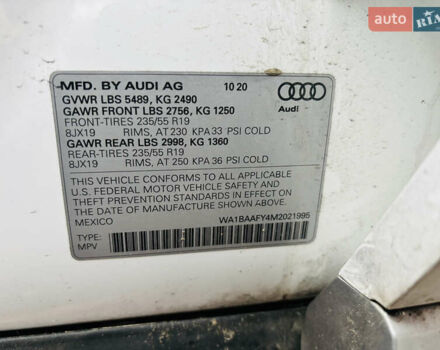 auto
RIA
MFD. BY AUDI AG 10 20
GVWR LBS 5489, KG 2490
GAWR FRONT LBS 2756, KG 1250
FRONT-TIRES 235/55 R19
8JX19 RIMS, AT 230 KPA 33 PSI COLD
GAWR REAR LBS 2998, KG 1360
REAR-TIRES 235/55 R19
8JX19 RIMS, AT 250 KPA 36 PSI COLD
Audi
THIS VEHICLE CONFORMS TO ALL APPLICABLE
U.S. FEDERAL MOTOR VEHICLE SAFETY AND
THEFT PREVENTION STANDARDS IN EFFECT ON
THE DATE OF MANUFACTURE SHOWN ABOVE.
MEXICO WA1BAAFY4M2021995
TYPE:
MPV